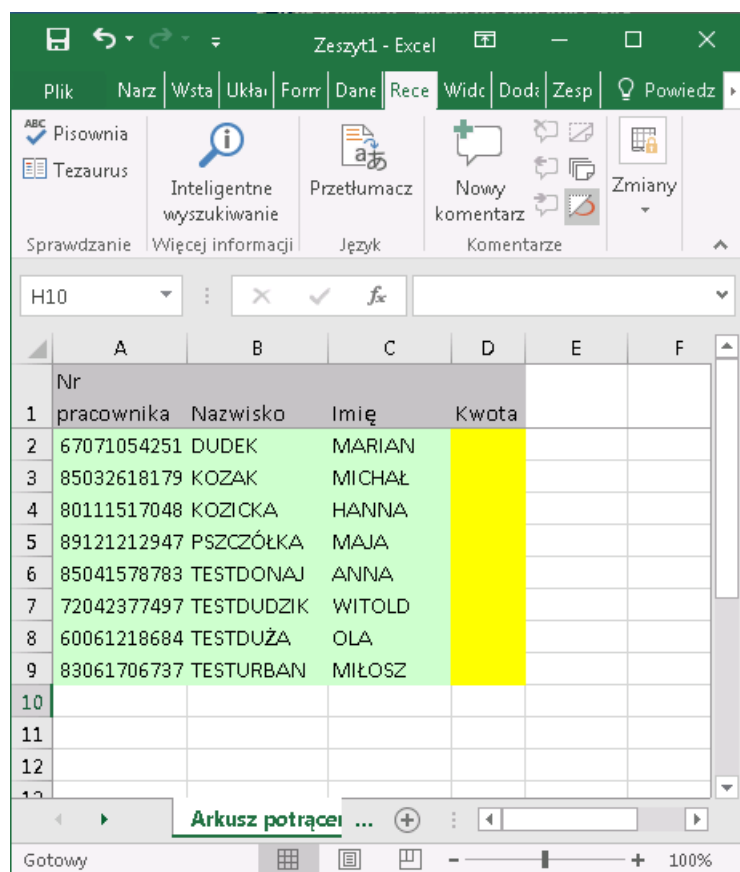 Zeszyt1 - Excel
Plik Narz Wsta Ukła Form Dane Rece Widc Doda Zesp Powiedz
ABC Pisownia
Tezaurus
Inteligentne wyszukiwanie
Przetłumacz
Nowy komentarz
Zmiany
Sprawdzanie Więcej informacji Język Komentarze
H10 fx
A B C D E F
1 Nr pracownika Nazwisko Imię Kwota
2 67071054251 DUDEK MARIAN
3 85032618179 KOZAK MICHAŁ
4 80111517048 KOZICKA HANNA
5 89121212947 PSZCZÓŁKA MAJA
6 85041578783 TESTDONAJ ANNA
7 72042377497 TESTDUDZIK WITOLD
8 60061218684 TESTDUŻA OLA
9 83061706737 TESTURBAN MIŁOSZ
10
11
12
Arkusz potrącer ...
Gotowy 100%